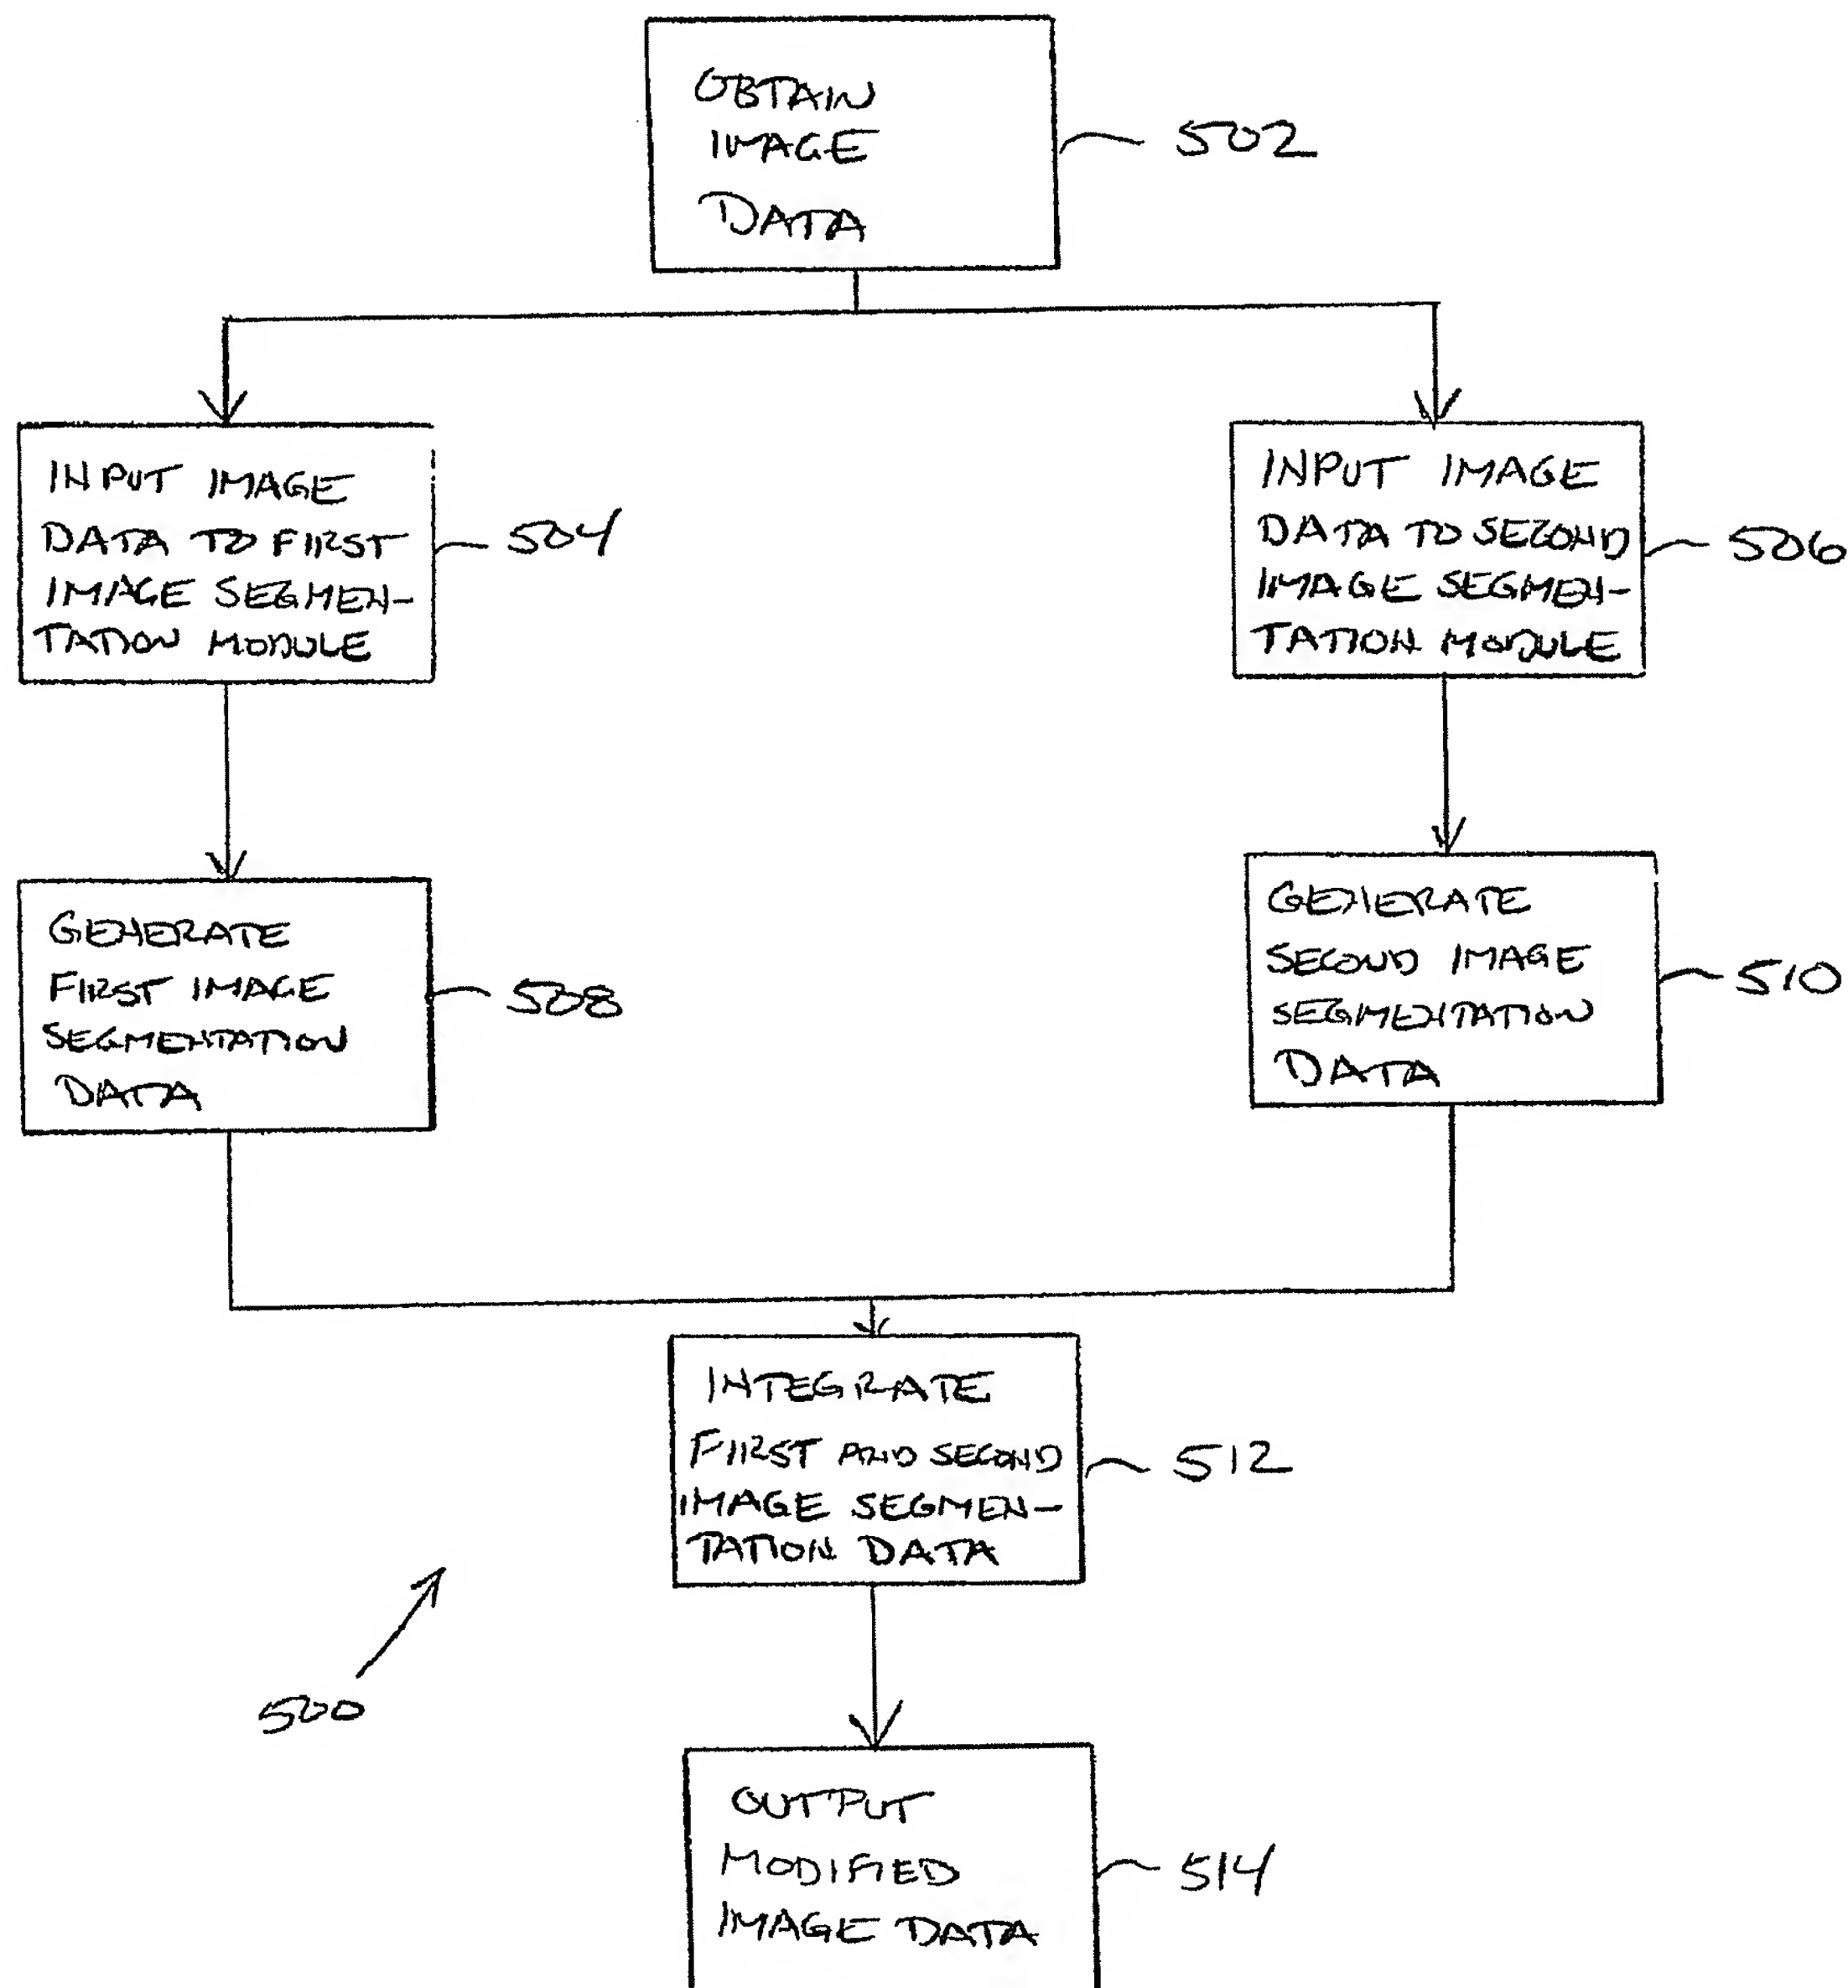 OBTAIN
IMAGE
DATA
502
INPUT IMAGE
DATA TO FIRST
IMAGE SEGMEN-
TATION MODULE
504
INPUT IMAGE
DATA TO SECOND
IMAGE SEGMEN-
TATION MODULE
506
GENERATE
FIRST IMAGE
SEGMENTATION
DATA
508
GENERATE
SECOND IMAGE
SEGMENTATION
DATA
510
INTEGRATE
FIRST AND SECOND
IMAGE SEGMEN-
TATION DATA
512
500
OUTPUT
MODIFIED
IMAGE DATA
514